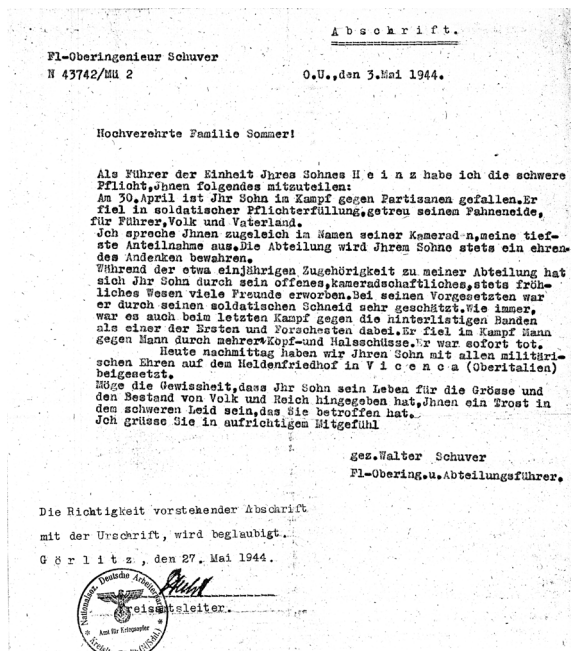 Abschrift.
Fl-Oberingenieur Schuver
N 43742/Mü 2
O.U.,den 3.Mai 1944.
Hochverehrte Familie Sommer!
Als Führer der Einheit Jhres Sohnes H e i n z habe ich die schwere
Pflicht,Jhnen folgendes mitzuteilen:
Am 30.April ist Jhr Sohn im Kampf gegen Partisanen gefallen.Er
fiel in soldatischer Pflichterfüllung,getreu seinem Fahneneide,
für Führer,Volk und Vaterland.
Jch spreche Jhnen zugleich im Namen seiner Kameraden,meine tief-
ste Anteilnahme aus.Die Abteilung wird Jhrem Sohne stets ein ehren-
des Andenken bewahren.
Während der etwa einjährigen Zugehörigkeit zu meiner Abteilung hat
sich Jhr Sohn durch sein offenes,kameradschaftliches,stets fröh-
liches Wesen viele Freunde erworben.Bei seinen Vorgesetzten war
er durch seinen soldatischen Schneid sehr geschätzt.Wie immer,
war es auch beim letzten Kampf gegen die hinterlistigen Banden
als einer der Ersten und Forschesten dabei.Er fiel im Kampf Mann
gegen Mann durch mehrere Kopf-und Halsschüsse.Er war sofort tot.
Heute nachmittag haben wir Jhren Sohn mit allen militäri-
schen Ehren auf dem Heldenfriedhof in V i c e n c a (Oberitalien)
beigesetzt.
Möge die Gewissheit,dass Jhr Sohn sein Leben für die Grösse und
den Bestand von Volk und Reich hingegeben hat,Jhnen ein Trost in
dem schweren Leid sein,das Sie betroffen hat.
Jch grüsse Sie in aufrichtigem Mitgefühl
gez.Walter Schuver
Fl-Obering.u.Abteilungsführer.
Die Richtigkeit vorstehender Abschrift
mit der Urschrift, wird beglaubigt.
G ö r l i t z , den 27. Mai 1944.
Kreisamtsleiter.
Nationalsoz. Deutsche Arbeiterpartei
Amt für Kriegsopfer